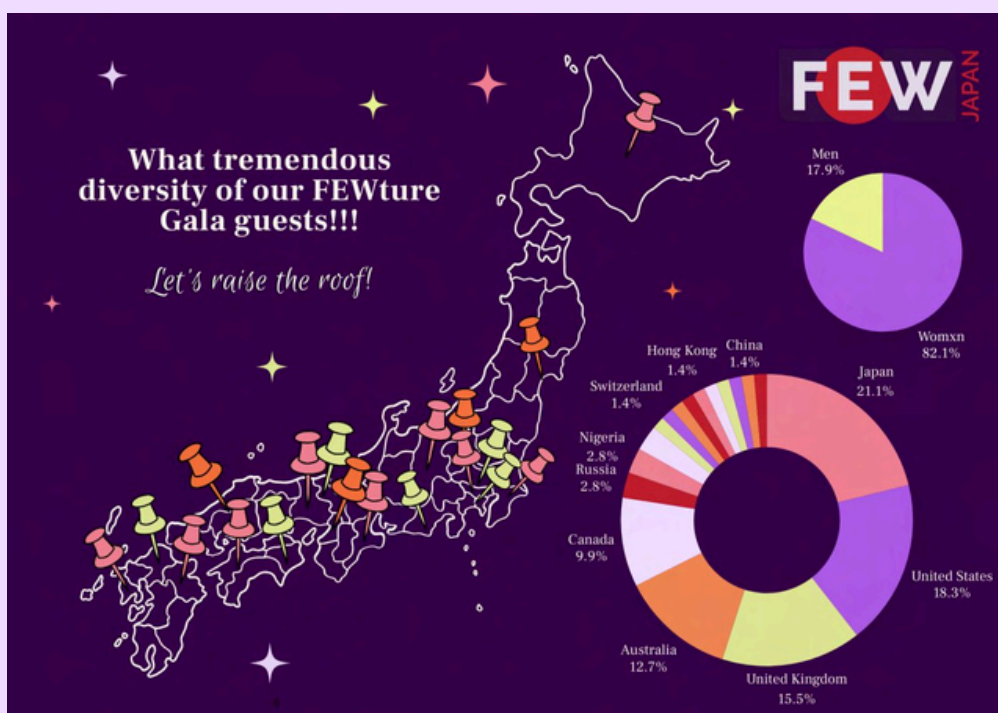 What tremendous
diversity of our FEWture
Gala guests!!!
Let's raise the roof!
FEW
JAPAN
Men
17.9%
Womxn
82.1%
China
1.4%
Hong Kong
1.4%
Switzerland
1.4%
Nigeria
2.8%
Russia
2.8%
Canada
9.9%
Australia
12.7%
United Kingdom
15.5%
United States
18.3%
Japan
21.1%